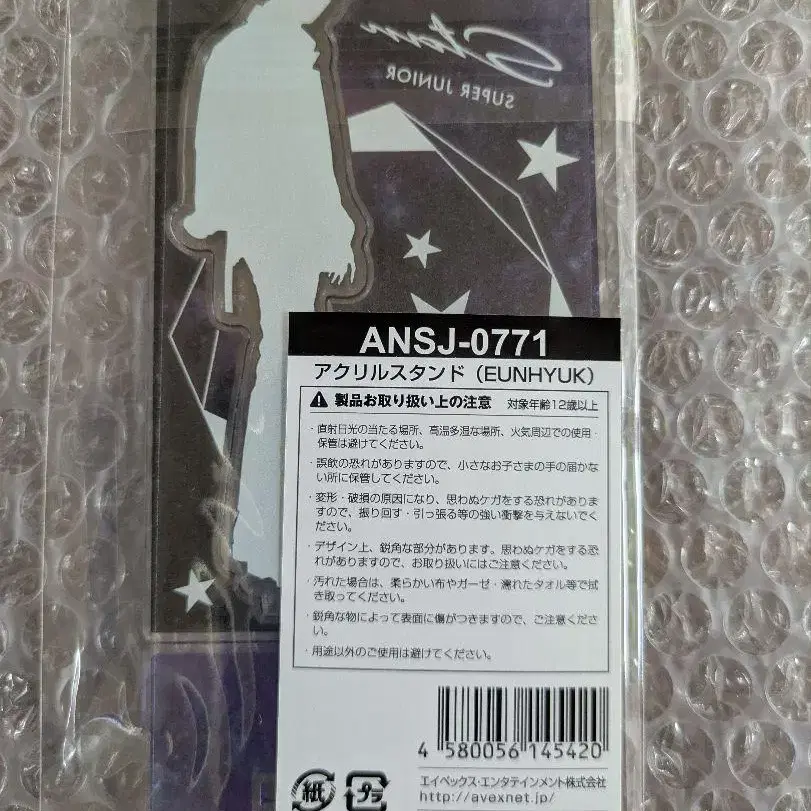 Star
SUPER JUNIOR
ANSJ-0771
アクリルスタンド（EUNHYUK）
製品お取り扱い上の注意 対象年齢12歳以上
・直射日光の当たる場所、高温多湿な場所、火気周辺での使用・
保管は避けてください。
・誤飲の恐れがありますので、小さなお子さまの手の届かな
い所に保管してください。
・変形・破損の原因になり、思わぬケガをする恐れがありま
すので、振り回す・引っ張る等の強い衝撃を与えないでく
ださい。
・デザイン上、鋭角な部分があります。思わぬケガをする恐
れがありますので、お取り扱いにはご注意ください。
・汚れた場合は、柔らかい布やガーゼ・濡れたタオル等で拭
き取ってください。
・鋭角な物によって表面に傷がつきますので、ご注意くださ
い。
・用途以外のご使用は避けてください。
4 580056 145420
エイベックス・エンタテインメント株式会社
http://avexnet.jp/
紙
プラ